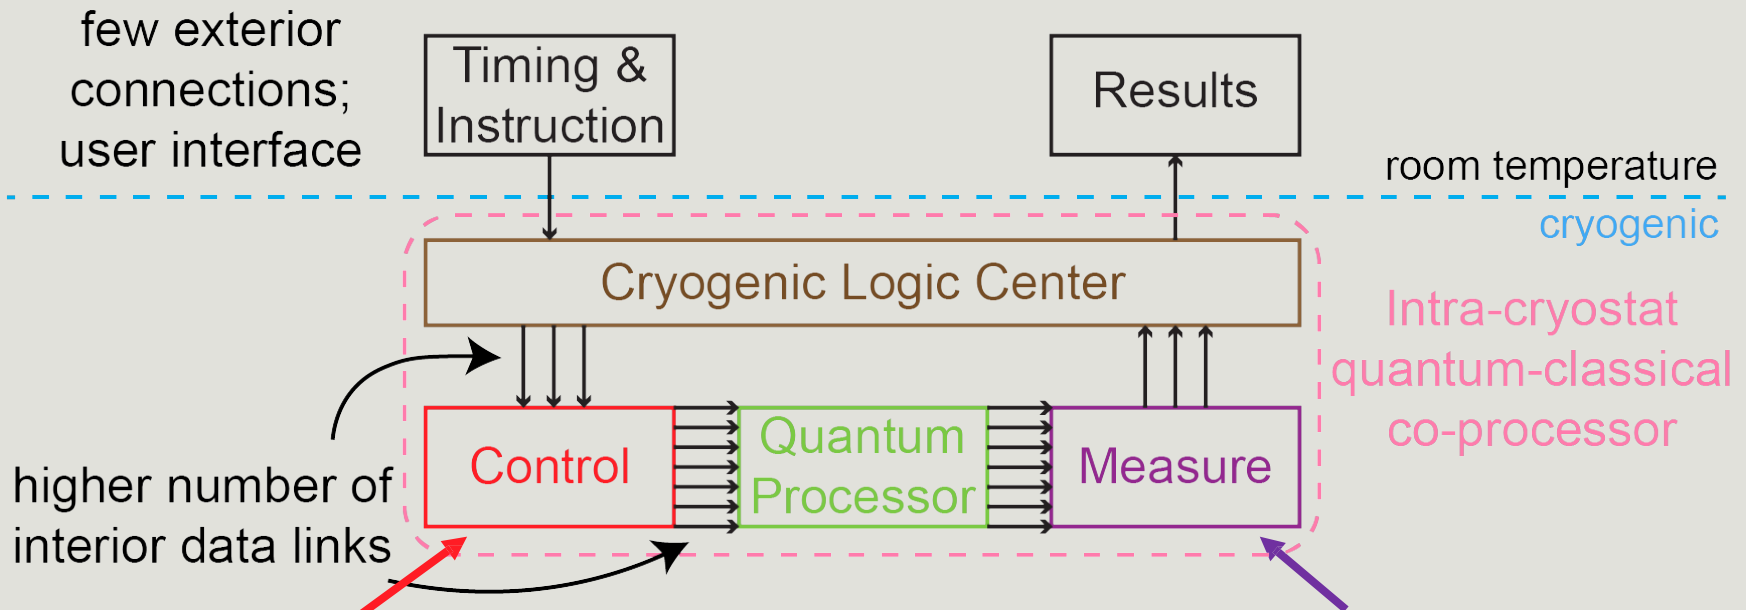 few exterior
connections;
user interface
Timing &
Instruction
Results
room temperature
cryogenic
Cryogenic Logic Center
Intra-cryostat
quantum-classical
co-processor
Control
Quantum
Processor
Measure
higher number of
interior data links